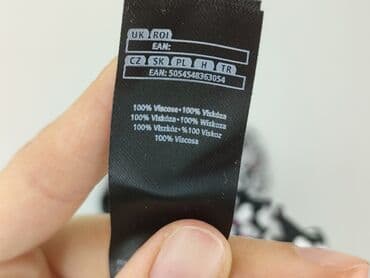 UK ROI
EAN:
CZ SK PL H TR
EAN: 5054548363054
100% Viscose • 100% Viskóza
100% Viskóza • 100% Wiskoza
100% Viszkóz • %100 Viskoz
100% Viscosa